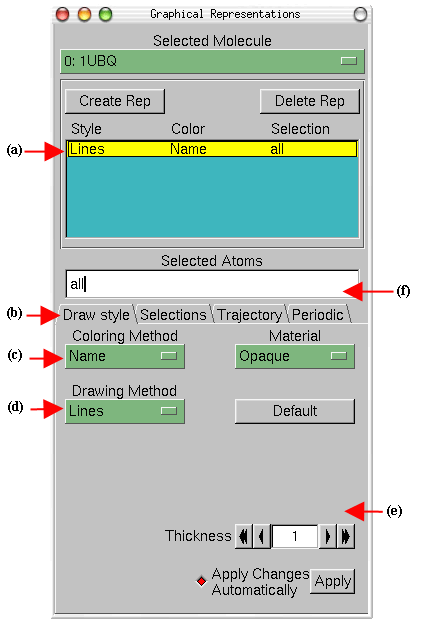 Graphical Representations
Selected Molecule
0: 1UBQ
Create Rep Delete Rep
Style Color Selection
(a) Lines Name all
Selected Atoms
all
(f)
(b) Draw style Selections Trajectory Periodic
Coloring Method Material
(c) Name Opaque
Drawing Method
(d) Lines Default
(e)
Thickness 1
Apply Changes
Automatically Apply